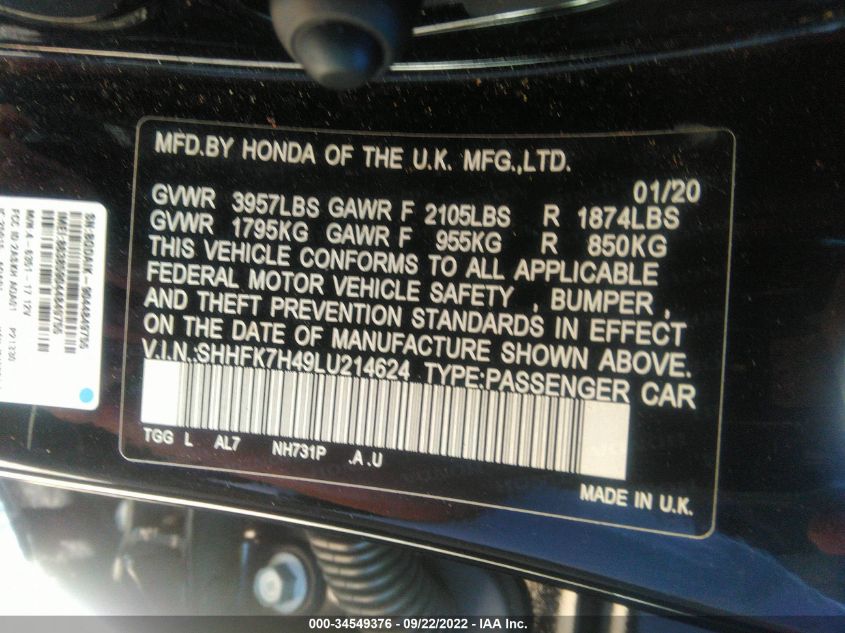 MFD.BY HONDA OF THE U.K. MFG.,LTD.
01/20
GVWR 3957LBS GAWR F 2105LBS R 1874LBS
GVWR 1795KG GAWR F 955KG R 850KG
THIS VEHICLE CONFORMS TO ALL APPLICABLE
FEDERAL MOTOR VEHICLE SAFETY , BUMPER ,
AND THEFT PREVENTION STANDARDS IN EFFECT
ON THE DATE OF MANUFACTURE SHOWN ABOVE.
V.I.N.:SHHFK7H49LU214624 TYPE:PASSENGER CAR
TGG L AL7 NH731P .A .U
MADE IN U.K.
000-34549376 - 09/22/2022 - IAA Inc.